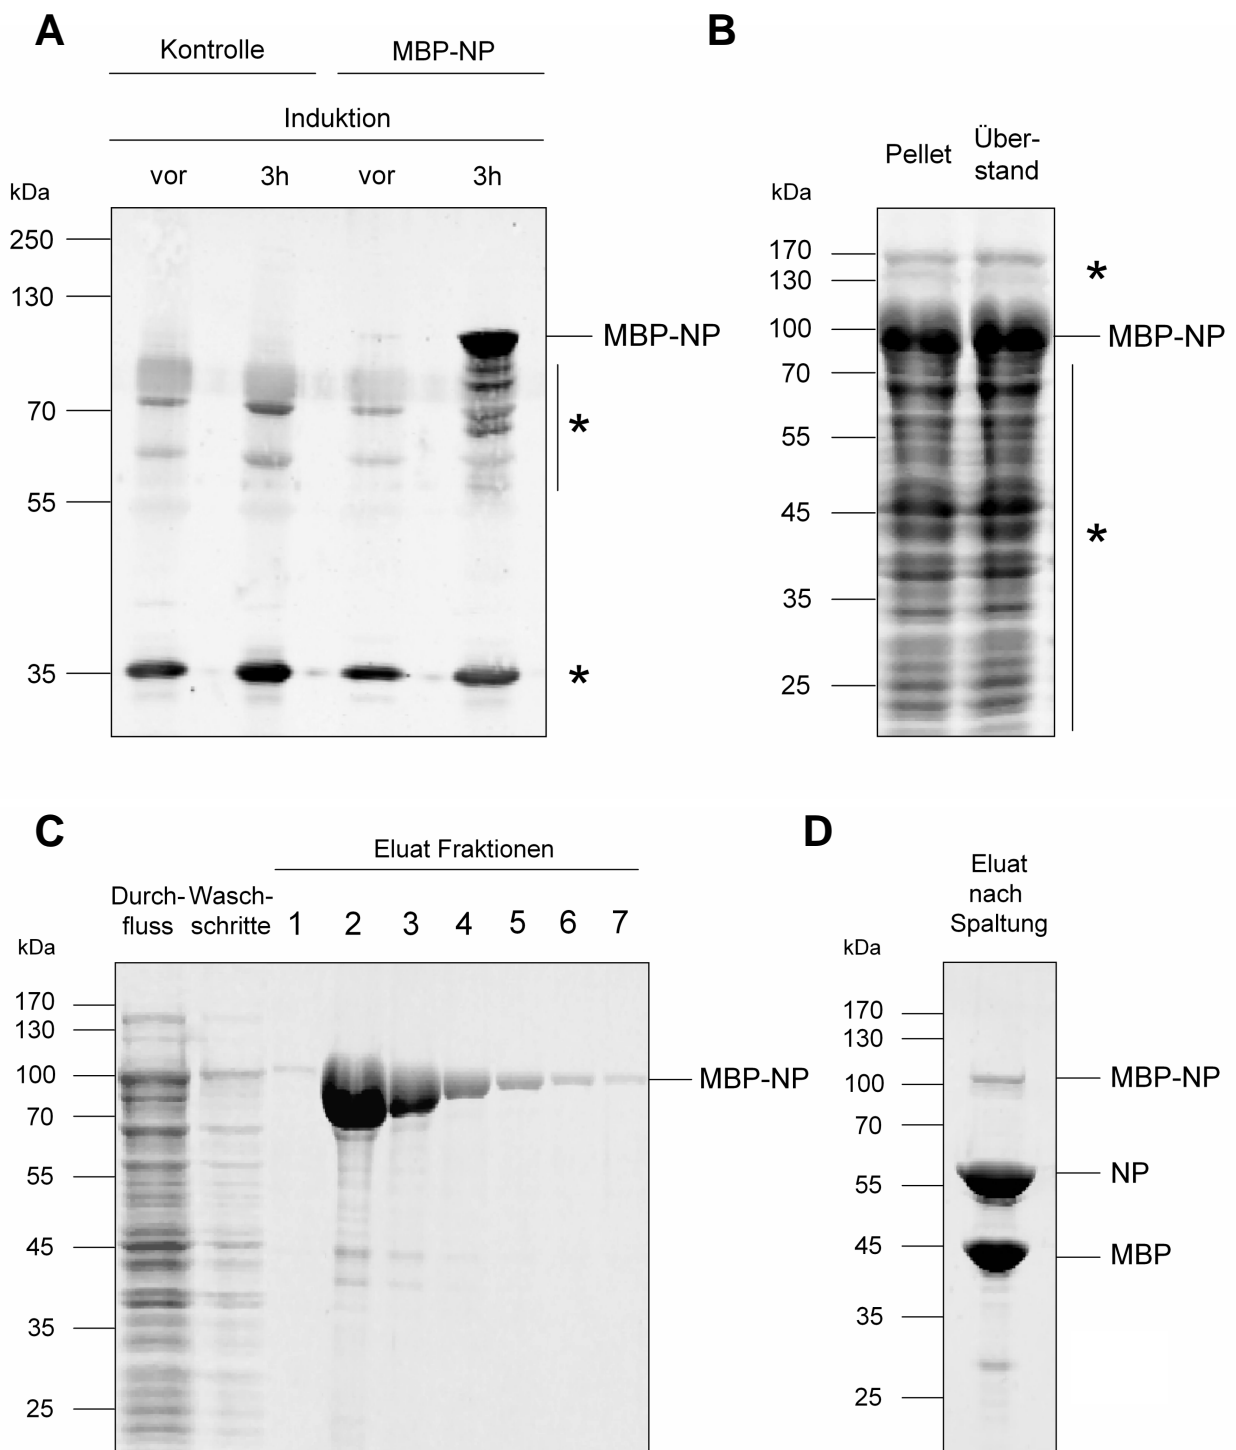 A
Kontrolle MBP-NP
Induktion
kDa vor 3h vor 3h
250
130
MBP-NP
70
*
55
35
*
B
Pellet Über-
stand
kDa
170
*
130
100
MBP-NP
70
55
45
*
35
25
C
Eluat Fraktionen
Durch- Wasch-
fluss schritte 1 2 3 4 5 6 7
kDa
170
130
100
MBP-NP
70
55
45
35
25
D
Eluat
nach
Spaltung
kDa
170
130
100
MBP-NP
70
NP
55
45
MBP
35
25